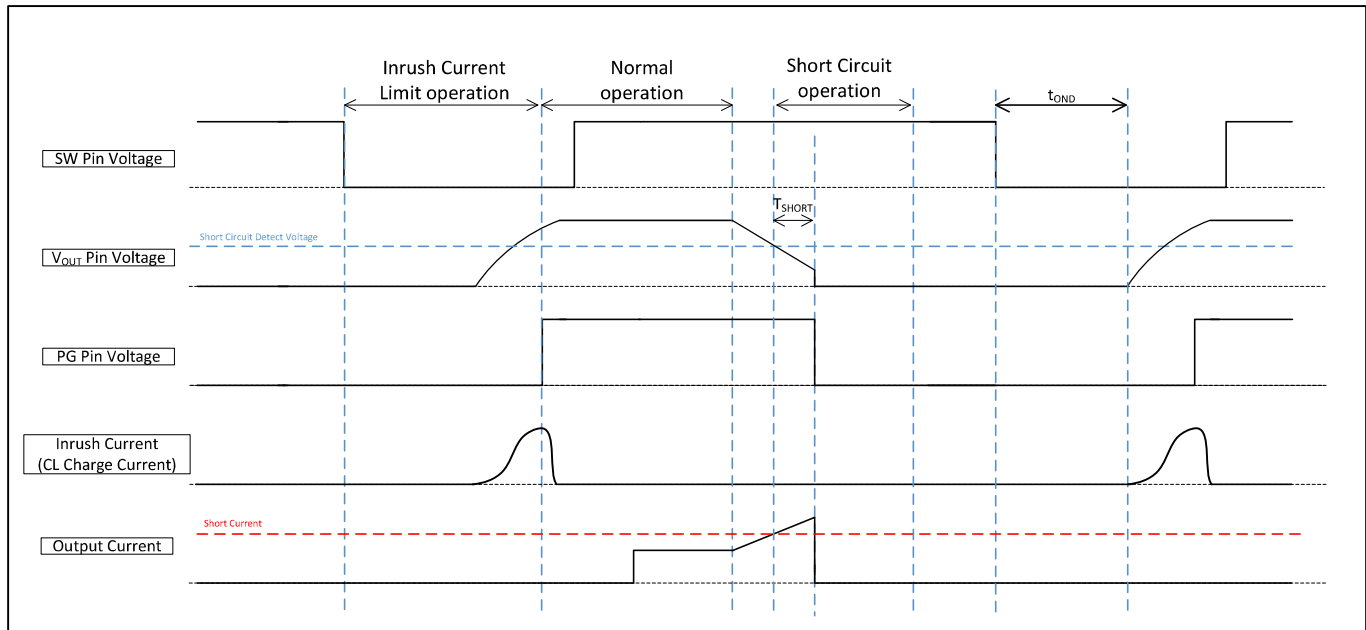 Inrush Current
Limit operation
Normal
operation
Short Circuit
operation
tOND
SW Pin Voltage
TSHORT
Short Circuit Detect Voltage
VOUT Pin Voltage
PG Pin Voltage
Inrush Current
(CL Charge Current)
Short Current
Output Current